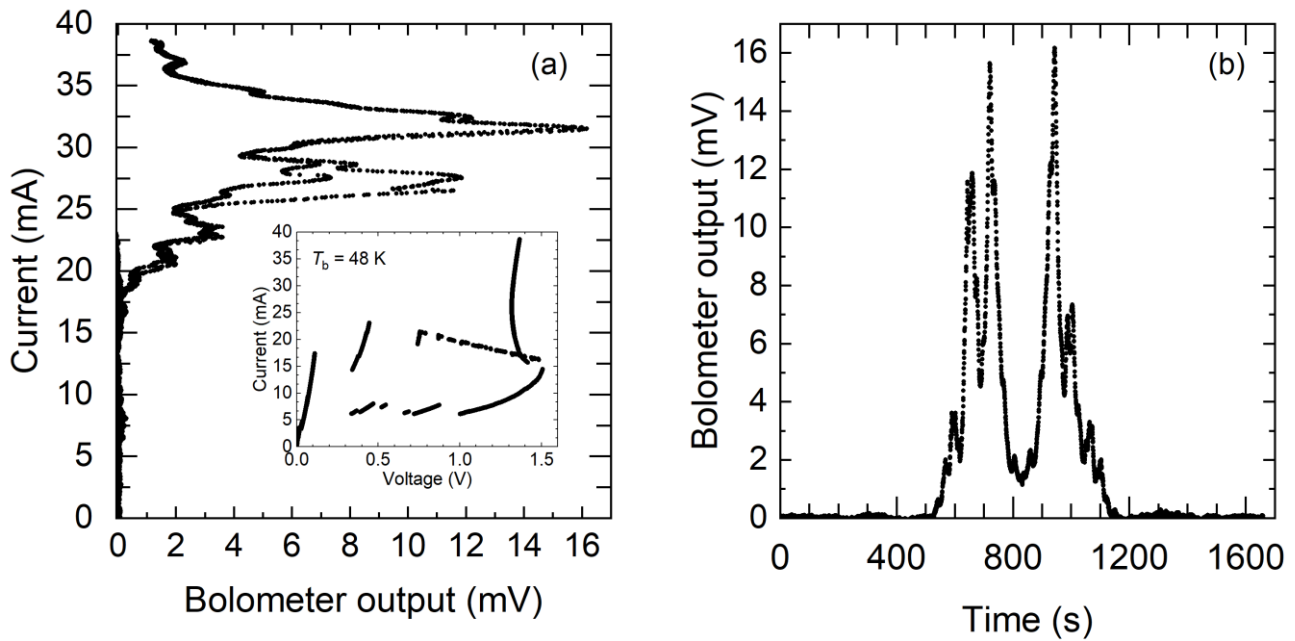 (a)
Current (mA)
40
35
30
25
20
15
10
5
0
0 2 4 6 8 10 12 14 16
Bolometer output (mV)
T_b = 48 K
Current (mA)
40
35
30
25
20
15
10
5
0
0.0 0.5 1.0 1.5
Voltage (V)
(b)
Bolometer output (mV)
16
14
12
10
8
6
4
2
0
0 400 800 1200 1600
Time (s)